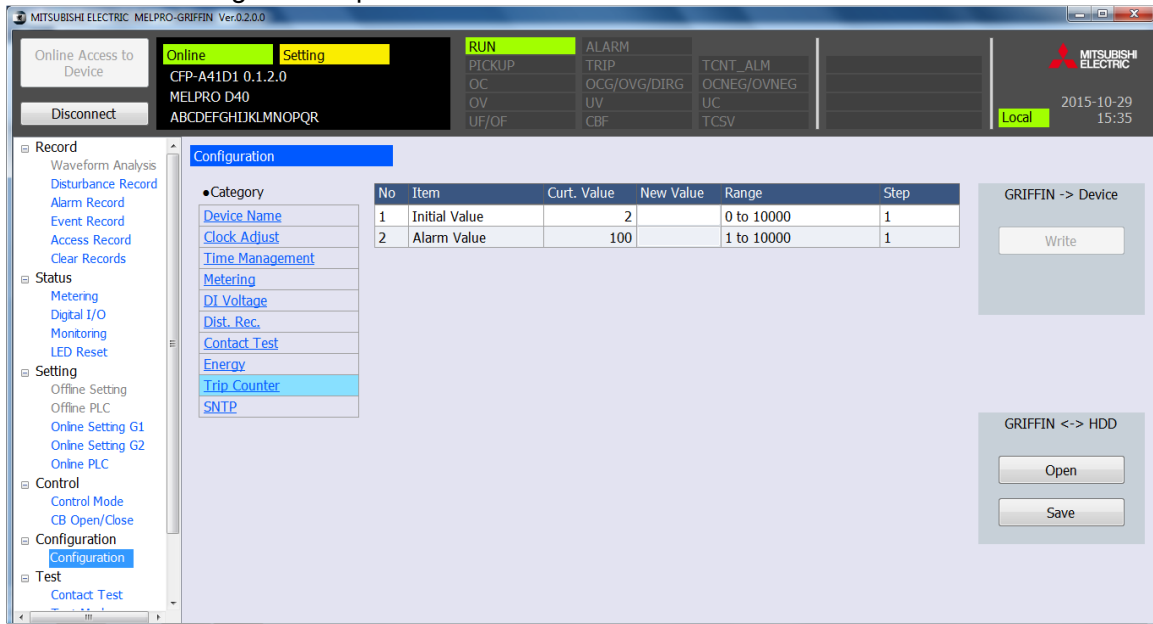 MITSUBISHI ELECTRIC MELPRO-GRIFFIN Ver.0.2.0.0
Online Access to
Device
Disconnect
Online Setting
CFP-A41D1 0.1.2.0
MELPRO D40
ABCDEFGHIJKLMNOPQR
RUN ALARM
PICKUP TRIP TCNT_ALM
OC OCG/OVG/DIRG OCNEG/OVNEG
OV UV UC
UF/OF CBF TCSV
MITSUBISHI
ELECTRIC
2015-10-29
Local 15:35
Record
Waveform Analysis
Disturbance Record
Alarm Record
Event Record
Access Record
Clear Records
Status
Metering
Digital I/O
Monitoring
LED Reset
Setting
Offline Setting
Offline PLC
Online Setting G1
Online Setting G2
Online PLC
Control
Control Mode
CB Open/Close
Configuration
Configuration
Test
Contact Test
Configuration
●Category
Device Name
Clock Adjust
Time Management
Metering
DI Voltage
Dist. Rec.
Contact Test
Energy
Trip Counter
SNTP
No Item Curt. Value New Value Range Step
1 Initial Value 2 0 to 10000 1
2 Alarm Value 100 1 to 10000 1
GRIFFIN -> Device
Write
GRIFFIN <-> HDD
Open
Save